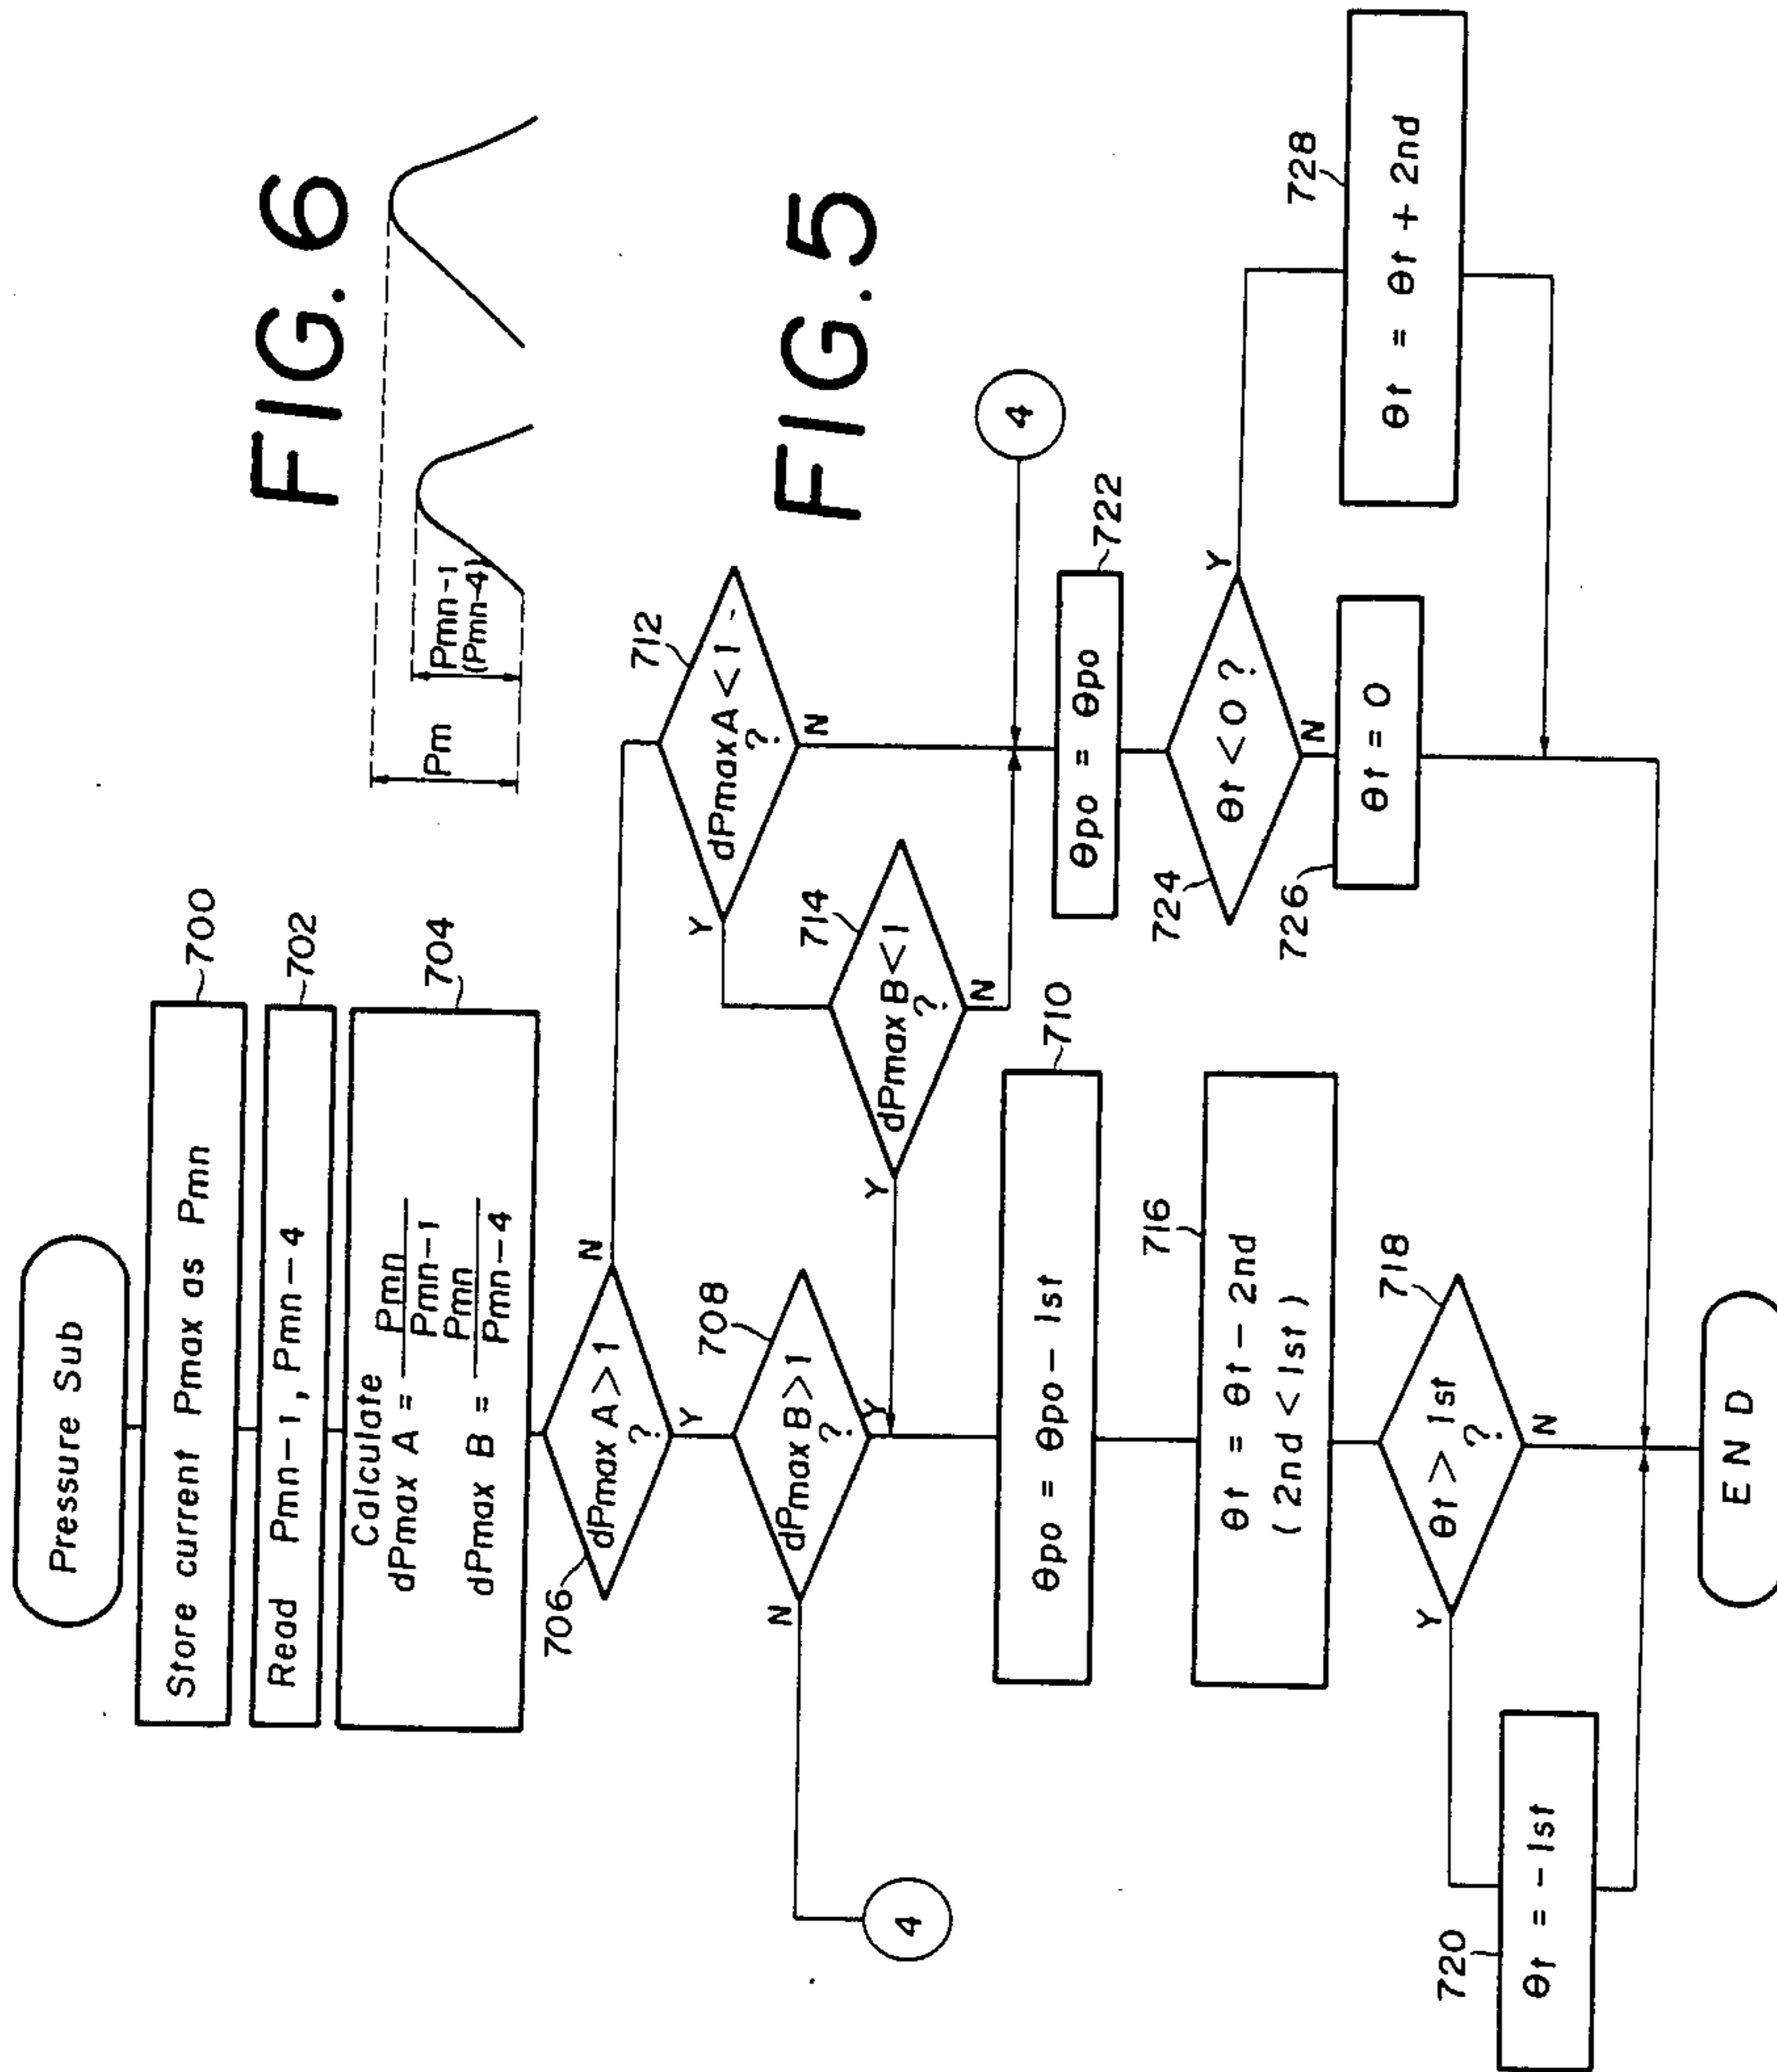 FIG. 6
Pm
Pmn-1
(Pmn-4)
FIG. 5
Pressure Sub
Store current Pmax as Pmn
700
Read Pmn-1, Pmn-4
702
Calculate
dPmax A = Pmn
Pmn-1
dPmax B = Pmn
Pmn-4
704
706
dPmax A > 1
?
N
Y
712
dPmax A < 1
?
Y
N
708
dPmax B > 1
?
N
Y
714
dPmax B < 1
?
Y
N
4
4
θpo = θpo - 1st
710
θpo = θpo
722
716
θt = θt - 2nd
( 2nd < 1st )
724
θt < 0 ?
Y
N
718
θt > 1st
?
Y
N
726
θt = 0
728
θt = θt + 2nd
720
θt = - 1st
END